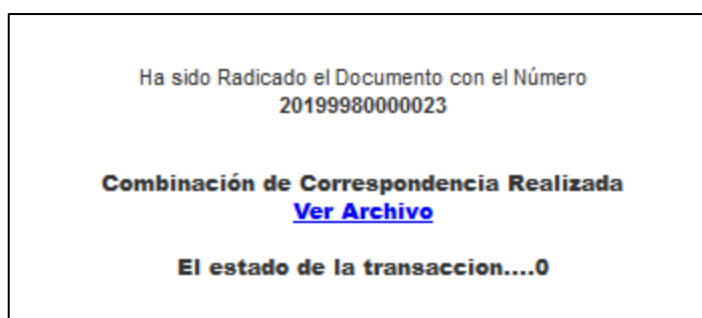 Ha sido Radicado el Documento con el Número
20199980000023
Combinación de Correspondencia Realizada
Ver Archivo
El estado de la transaccion....0